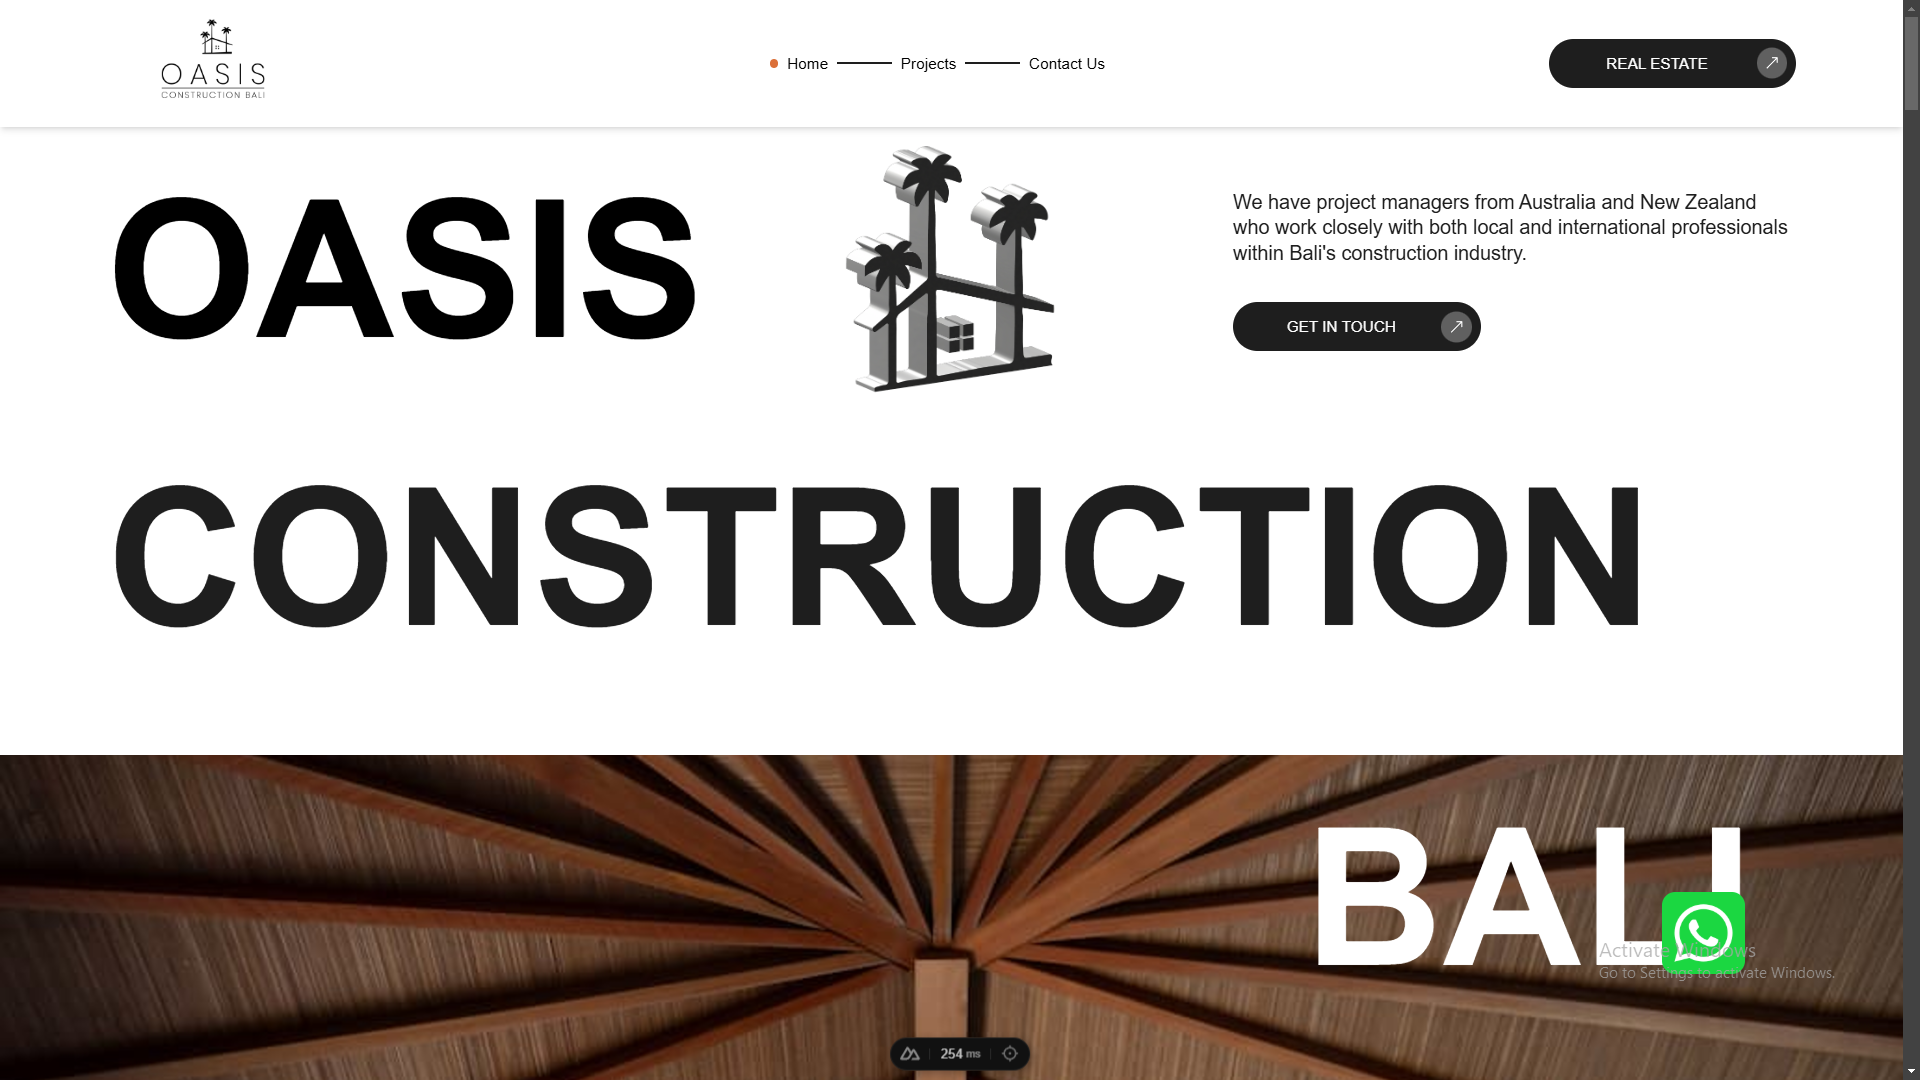 OASIS
CONSTRUCTION BALI
Home
Projects
Contact Us
REAL ESTATE
OASIS
We have project managers from Australia and New Zealand
who work closely with both local and international professionals
within Bali's construction industry.
GET IN TOUCH
CONSTRUCTION
BALI
Activate Windows
Go to Settings to activate Windows.
254 ms